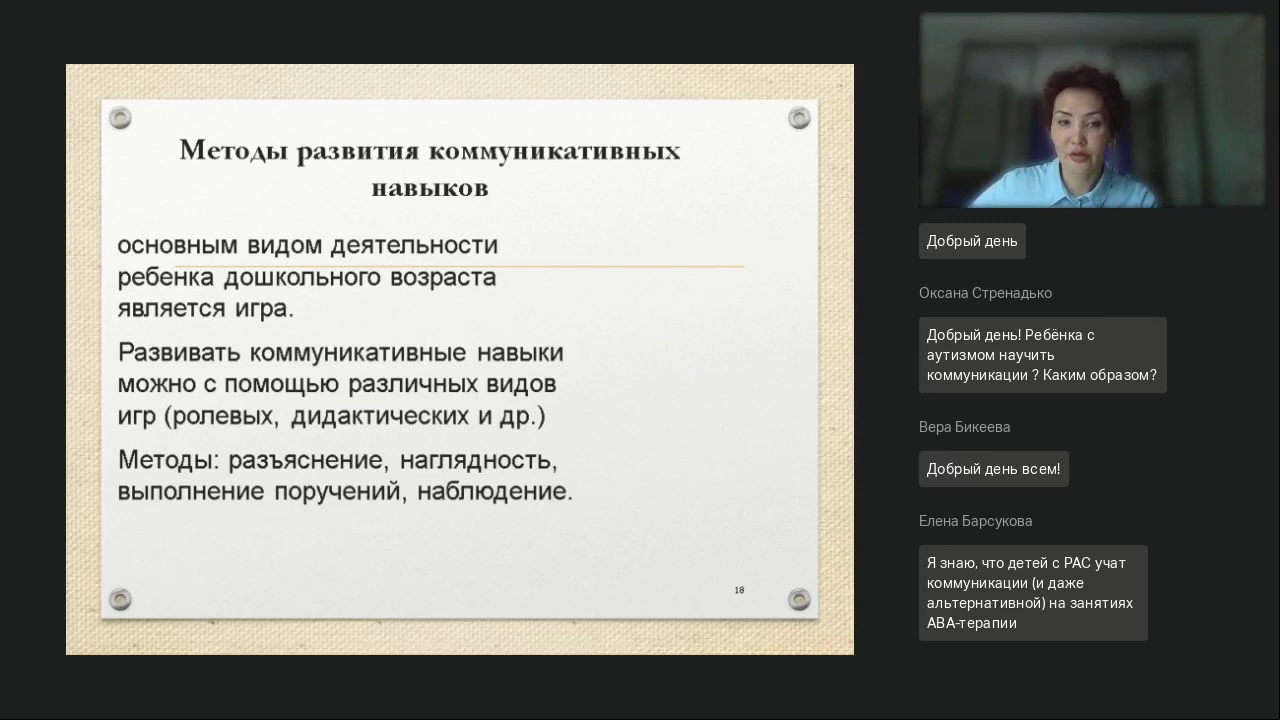 Методы развития коммуникативных
навыков
основным видом деятельности
ребенка дошкольного возраста
является игра.
Развивать коммуникативные навыки
можно с помощью различных видов
игр (ролевых, дидактических и др.)
Методы: разъяснение, наглядность,
выполнение поручений, наблюдение.
18
Добрый день
Оксана Стренадько
Добрый день! Ребёнка с
аутизмом научить
коммуникации ? Каким образом?
Вера Бикеева
Добрый день всем!
Елена Барсукова
Я знаю, что детей с РАС учат
коммуникации (и даже
альтернативной) на занятиях
АВА-терапии